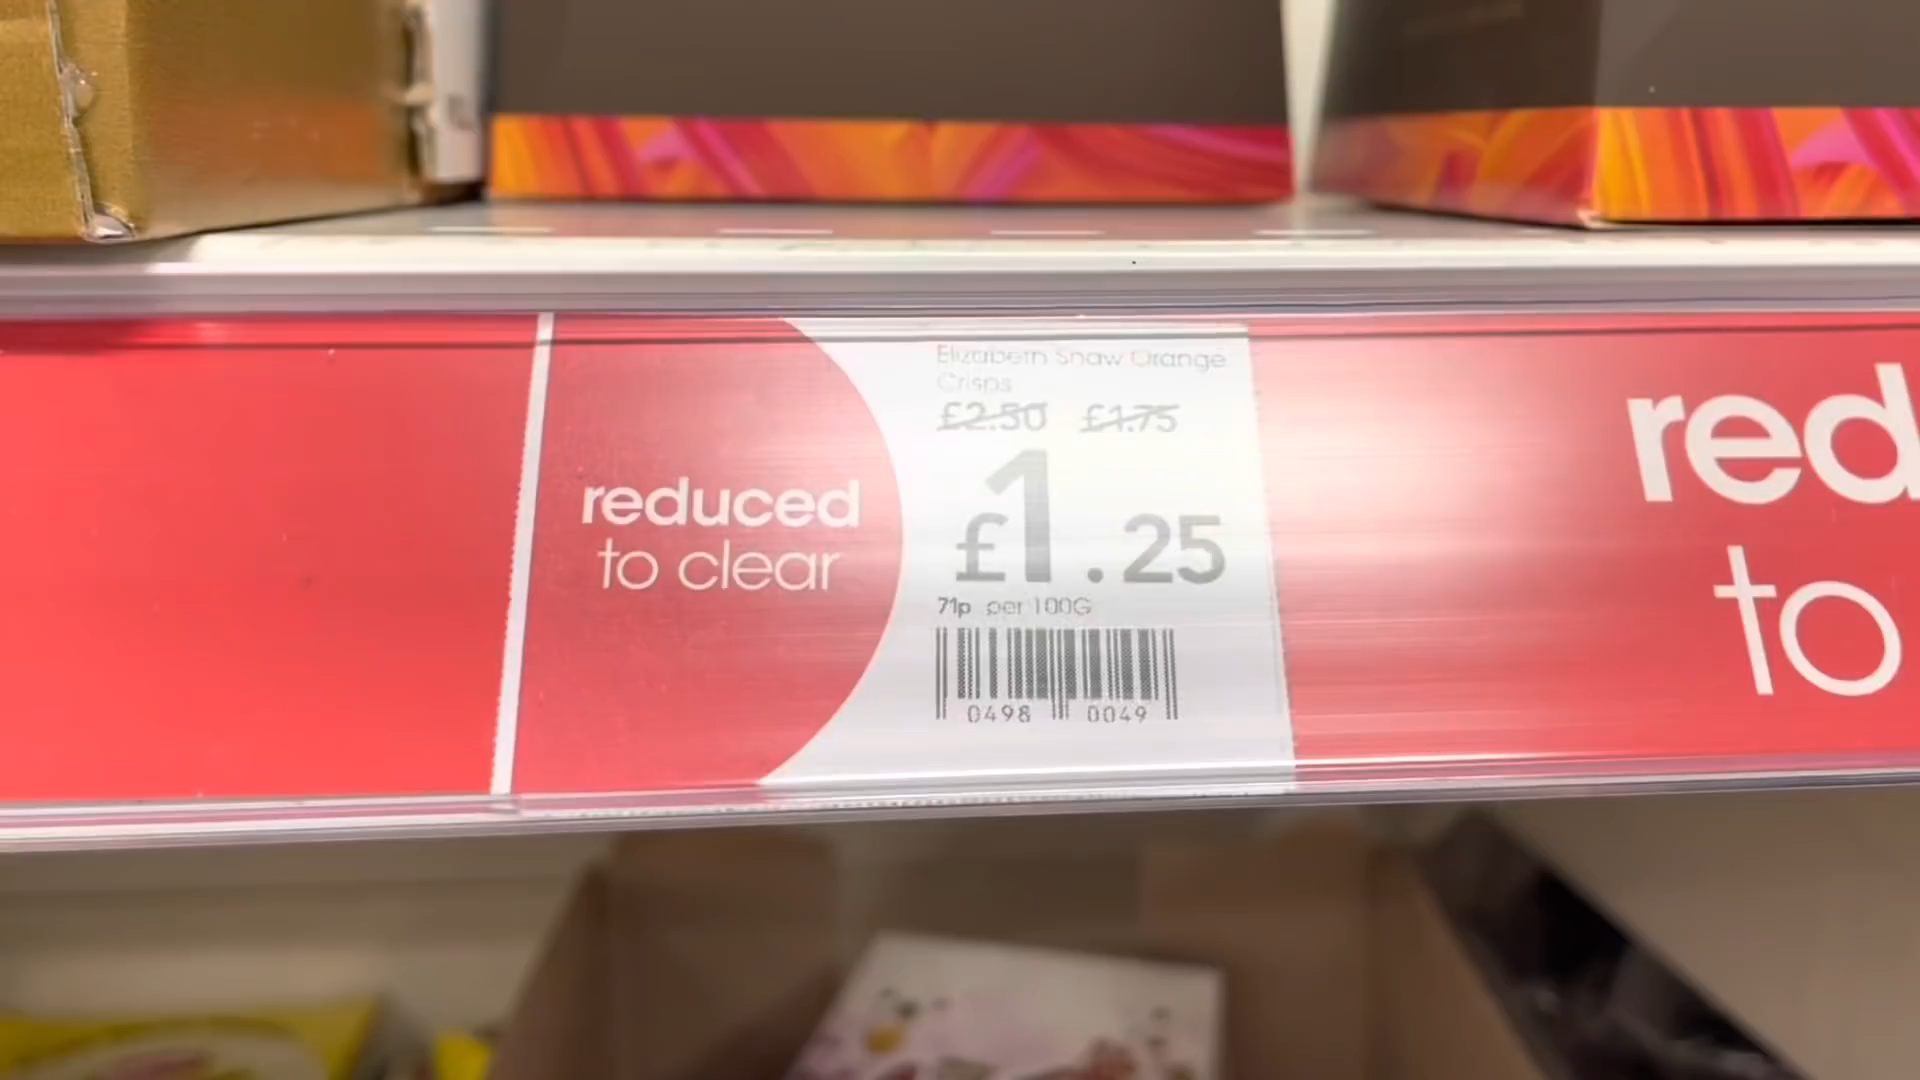 reduced
to clear
Elizabeth Shaw Orange
Crisps
£2.50 £1.75
£1.25
71p per 100G
0498 0049
red
to